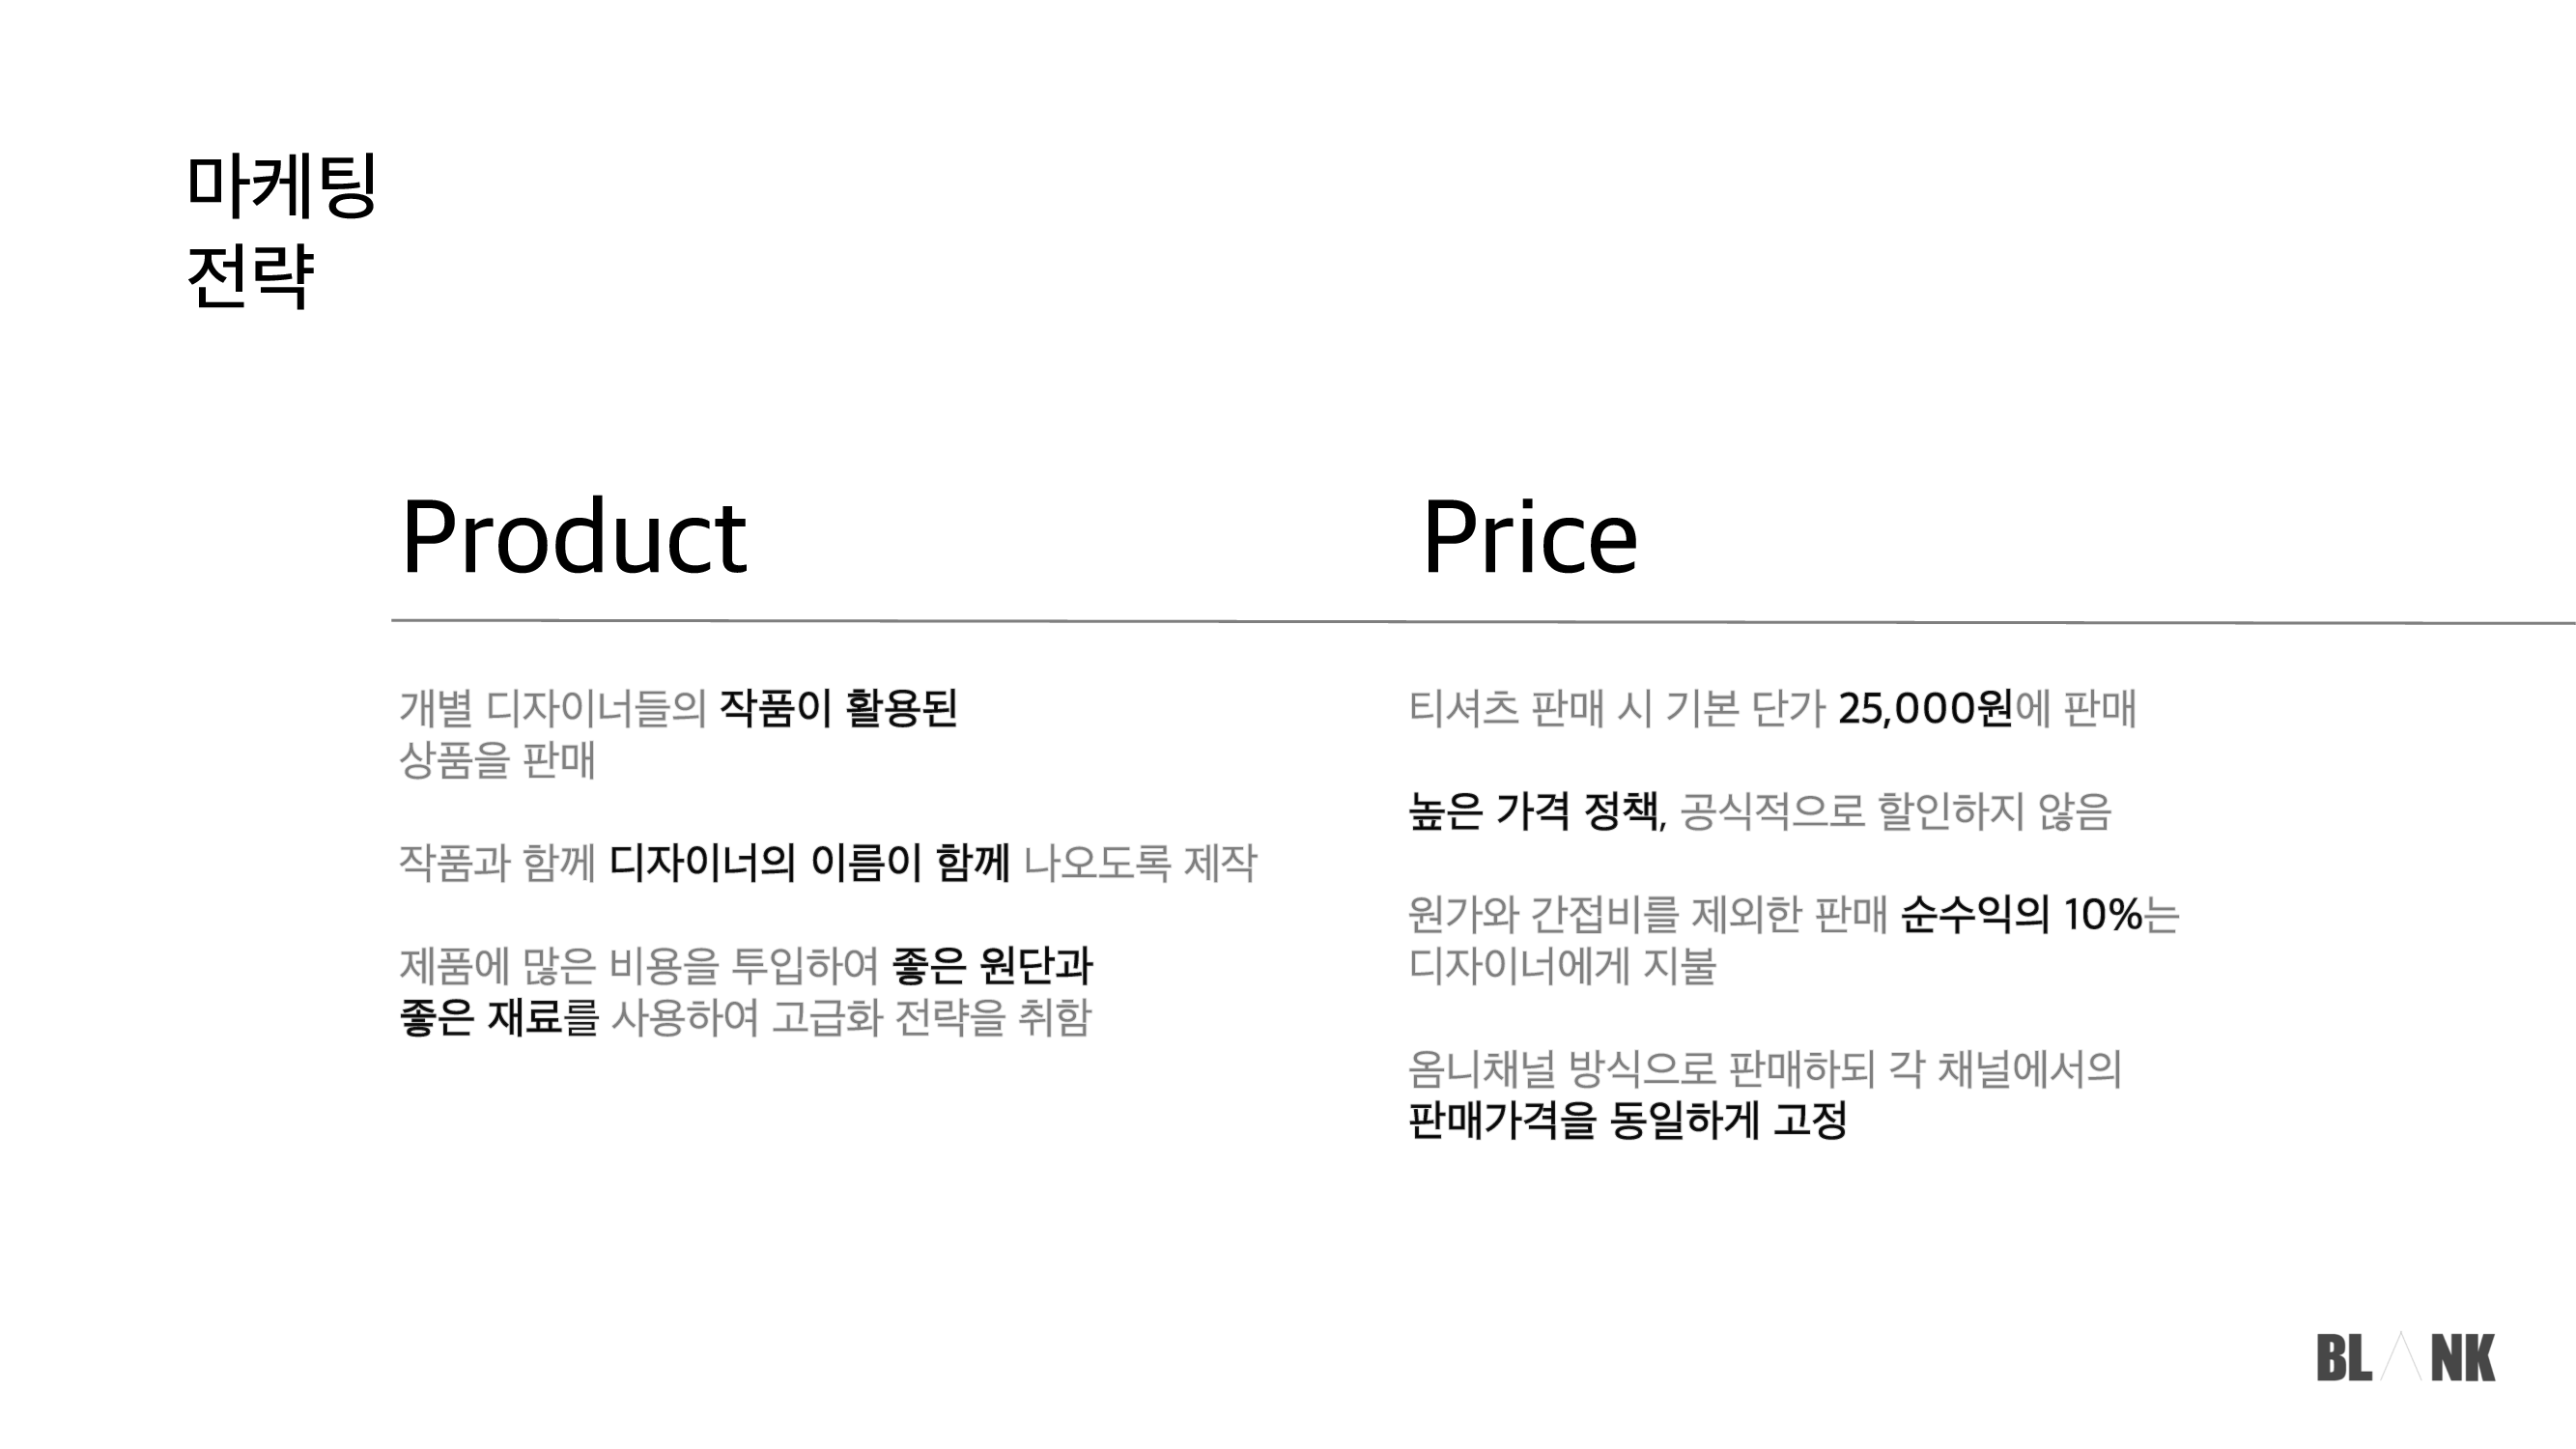 마케팅
전략
Product
개별 디자이너들의 작품이 활용된
상품을 판매
작품과 함께 디자이너의 이름이 함께 나오도록 제작
제품에 많은 비용을 투입하여 좋은 원단과
좋은 재료를 사용하여 고급화 전략을 취함
Price
티셔츠 판매 시 기본 단가 25,000원에 판매
높은 가격 정책, 공식적으로 할인하지 않음
원가와 간접비를 제외한 판매 순수익의 10%는
디자이너에게 지불
옴니채널 방식으로 판매하되 각 채널에서의
판매가격을 동일하게 고정
BLANK